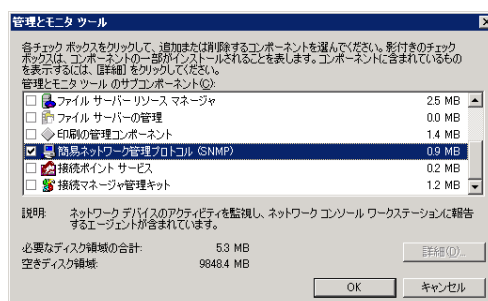 管理とモニタ ツール
各チェック ボックスをクリックして、追加または削除するコンポーネントを選んでください。影付きのチェック
ボックスは、コンポーネントの一部がインストールされることを表します。コンポーネントに含まれているもの
を表示するには、[詳細] をクリックしてください。
管理とモニタ ツール のサブコンポーネント(C):
ファイル サーバー リソース マネージャ 2.5 MB
ファイル サーバーの管理 0.0 MB
印刷の管理コンポーネント 1.4 MB
簡易ネットワーク管理プロトコル (SNMP) 0.9 MB
接続ポイント サービス 0.2 MB
接続マネージャ管理キット 1.2 MB
説明: ネットワーク デバイスのアクティビティを監視し、ネットワーク コンソール ワークステーションに報告
するエージェントが含まれています。
必要なディスク領域の合計: 5.3 MB
空きディスク領域: 9848.4 MB
詳細(D)...
OK キャンセル